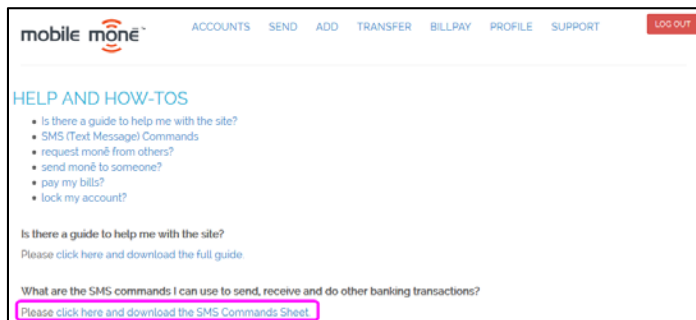 mobile monē™ ACCOUNTS SEND ADD TRANSFER BILLPAY PROFILE SUPPORT LOG OUT
HELP AND HOW-TOS
Is there a guide to help me with the site?
SMS (Text Message) Commands
request monē from others?
send monē to someone?
pay my bills?
lock my account?
Is there a guide to help me with the site?
Please click here and download the full guide.
What are the SMS commands I can use to send, receive and do other banking transactions?
Please click here and download the SMS Commands Sheet.